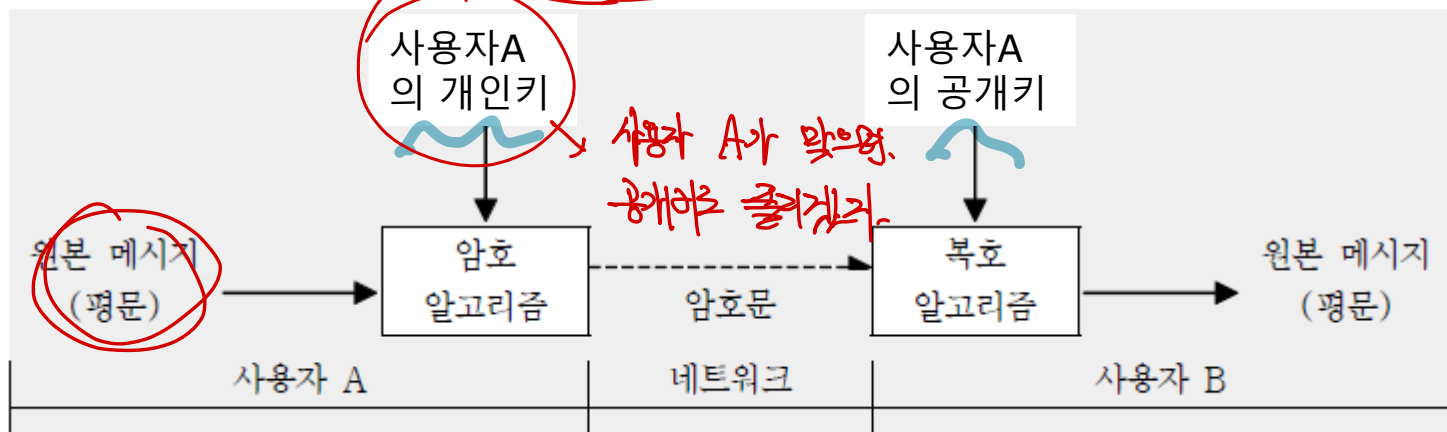 사용자A
의 개인키
사용자A
의 공개키
사용자 A가 맞으면.
공개키로 풀리겠지.
원본 메시지
(평문)
암호
알고리즘
암호문
복호
알고리즘
원본 메시지
(평문)
사용자 A
네트워크
사용자 B